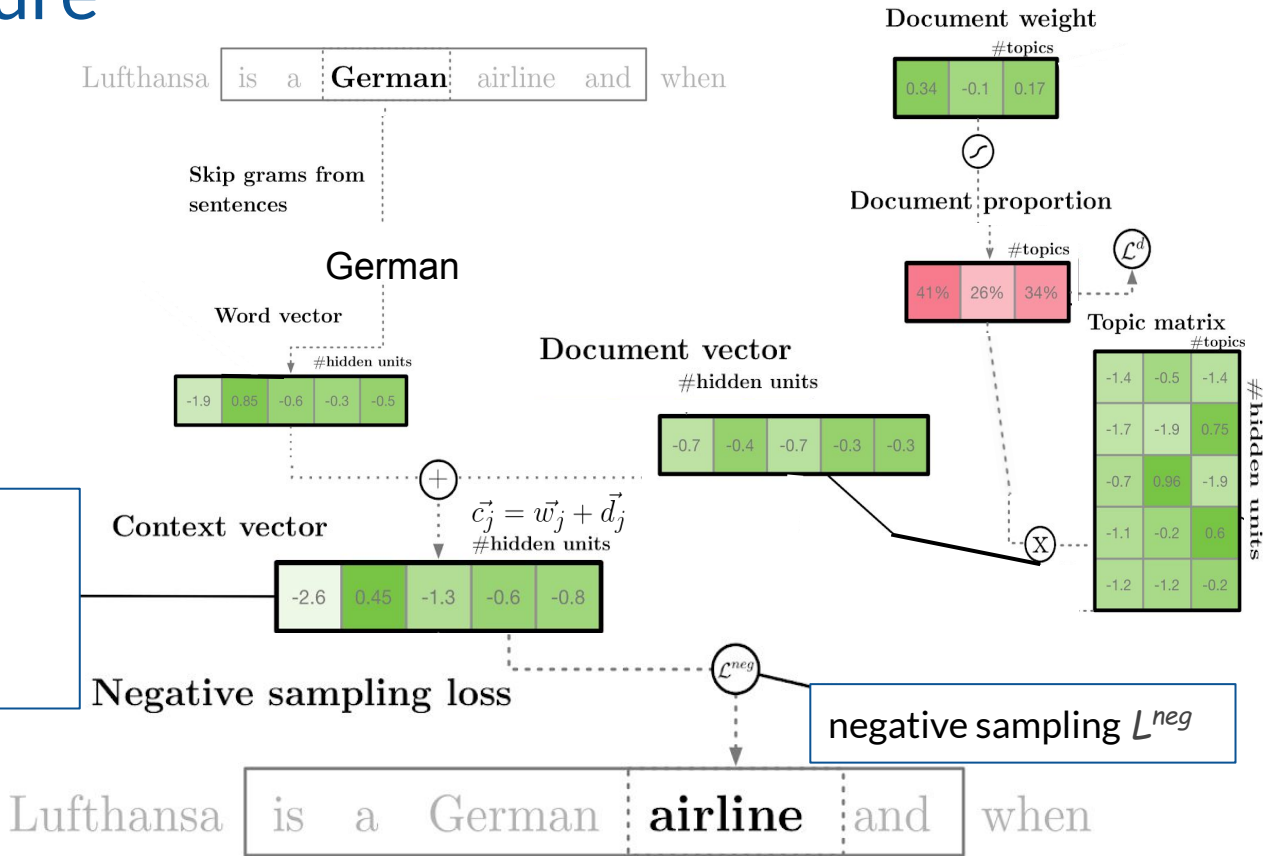 ure
Document weight
#topics
0.34 -0.1 0.17
Lufthansa is a German airline and when
Skip grams from
sentences
Document proportion
#topics
ℒᵈ
41% 26% 34%
German
Word vector
#hidden units
-1.9 0.85 -0.6 -0.3 -0.5
Document vector
#hidden units
-0.7 -0.4 -0.7 -0.3 -0.3
Topic matrix
#topics
-1.4 -0.5 -1.4
-1.7 -1.9 0.75
-0.7 0.96 -1.9
-1.1 -0.2 0.6
-1.2 -1.2 -0.2
#hidden units
X
+
c⃗ⱼ = w⃗ⱼ + d⃗ⱼ
Context vector
#hidden units
-2.6 0.45 -1.3 -0.6 -0.8
ℒⁿᵉᵍ
Negative sampling loss
negative sampling Lⁿᵉᵍ
Lufthansa is a German airline and when